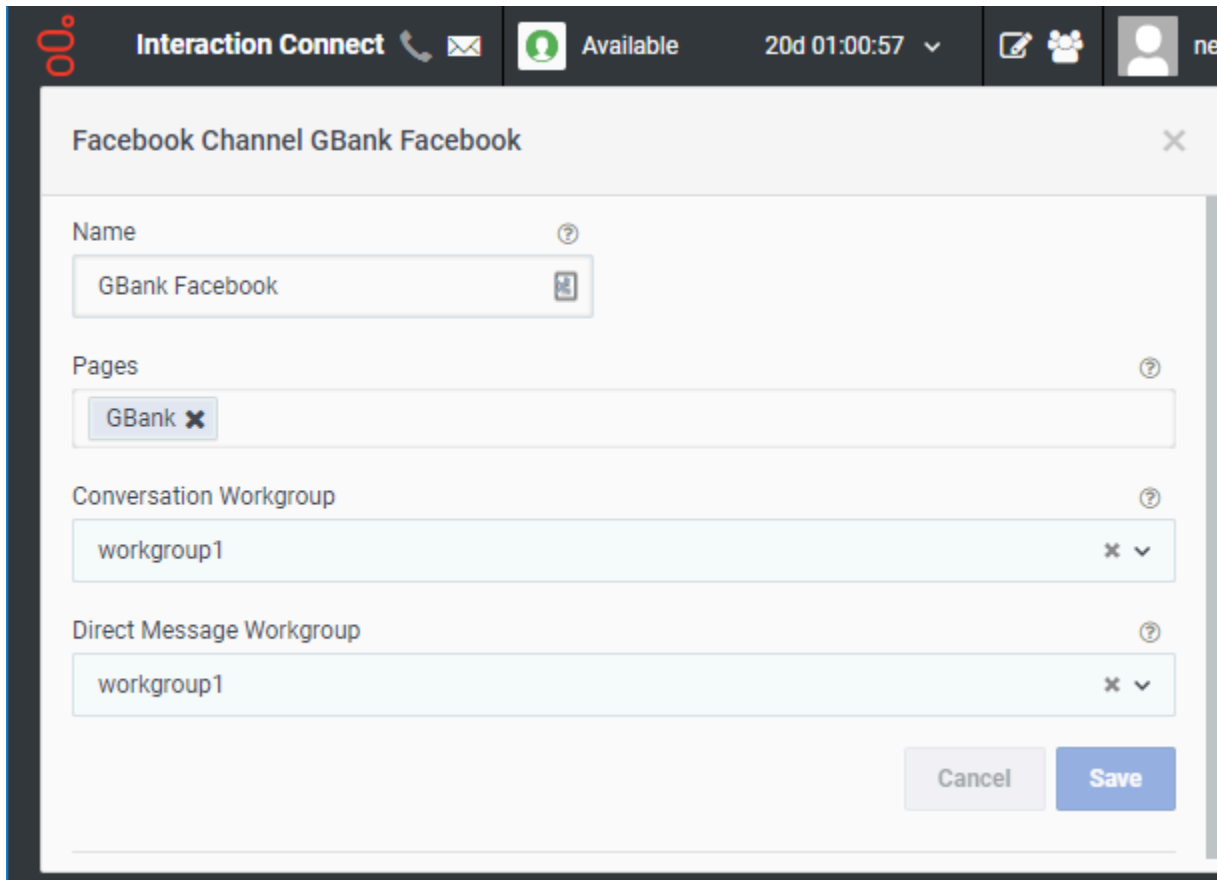 Interaction Connect Available 20d 01:00:57 ne
Facebook Channel GBank Facebook
Name
GBank Facebook
Pages
GBank
Conversation Workgroup
workgroup1
Direct Message Workgroup
workgroup1
Cancel Save